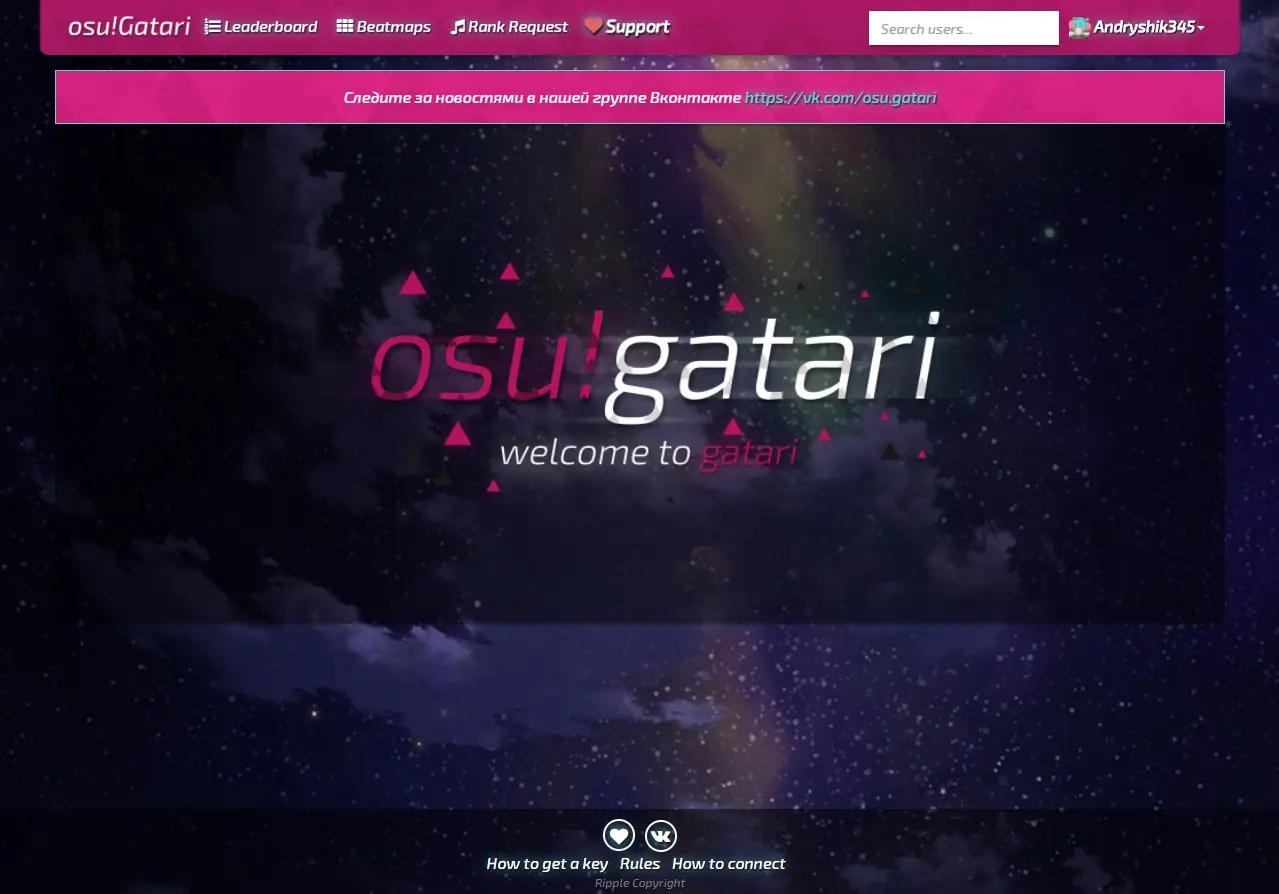 osu!Gatari Leaderboard Beatmaps Rank Request Support Search users... Andryshik345
Следите за новостями в нашей группе Вконтакте https://vk.com/osu.gatari
osu!gatari
welcome to gatari
How to get a key Rules How to connect
Ripple Copyright